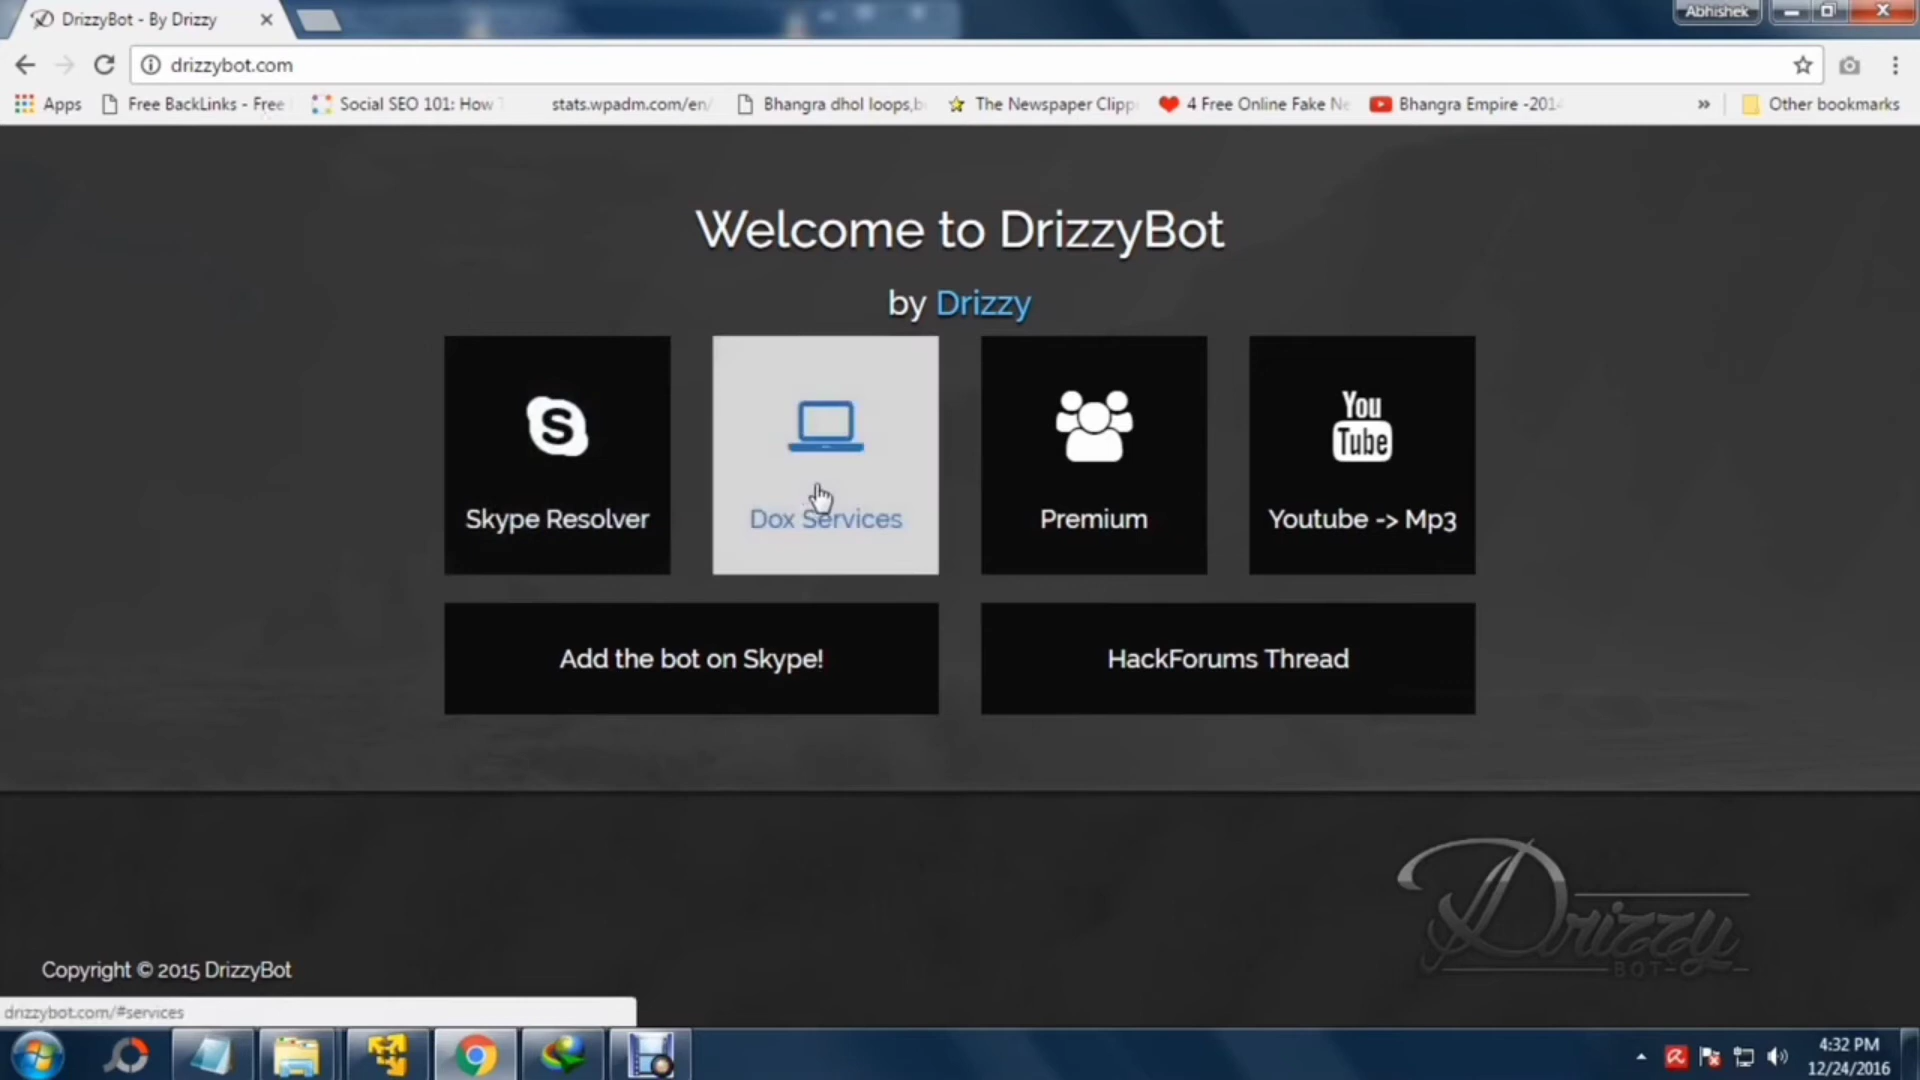 DrizzyBot - By Drizzy
Abhishek
drizzybot.com
Apps
Free BackLinks - Free
Social SEO 101: How
stats.wpadm.com/en/
Bhangra dhol loops,b
The Newspaper Clipp
4 Free Online Fake Ne
Bhangra Empire -201
»
Other bookmarks
Welcome to DrizzyBot
by Drizzy
Skype Resolver
Dox Services
You
Tube
Premium
Youtube -> Mp3
Add the bot on Skype!
HackForums Thread
Drizzy
BOT
Copyright © 2015 DrizzyBot
drizzybot.com/#services
4:32 PM
12/24/2016